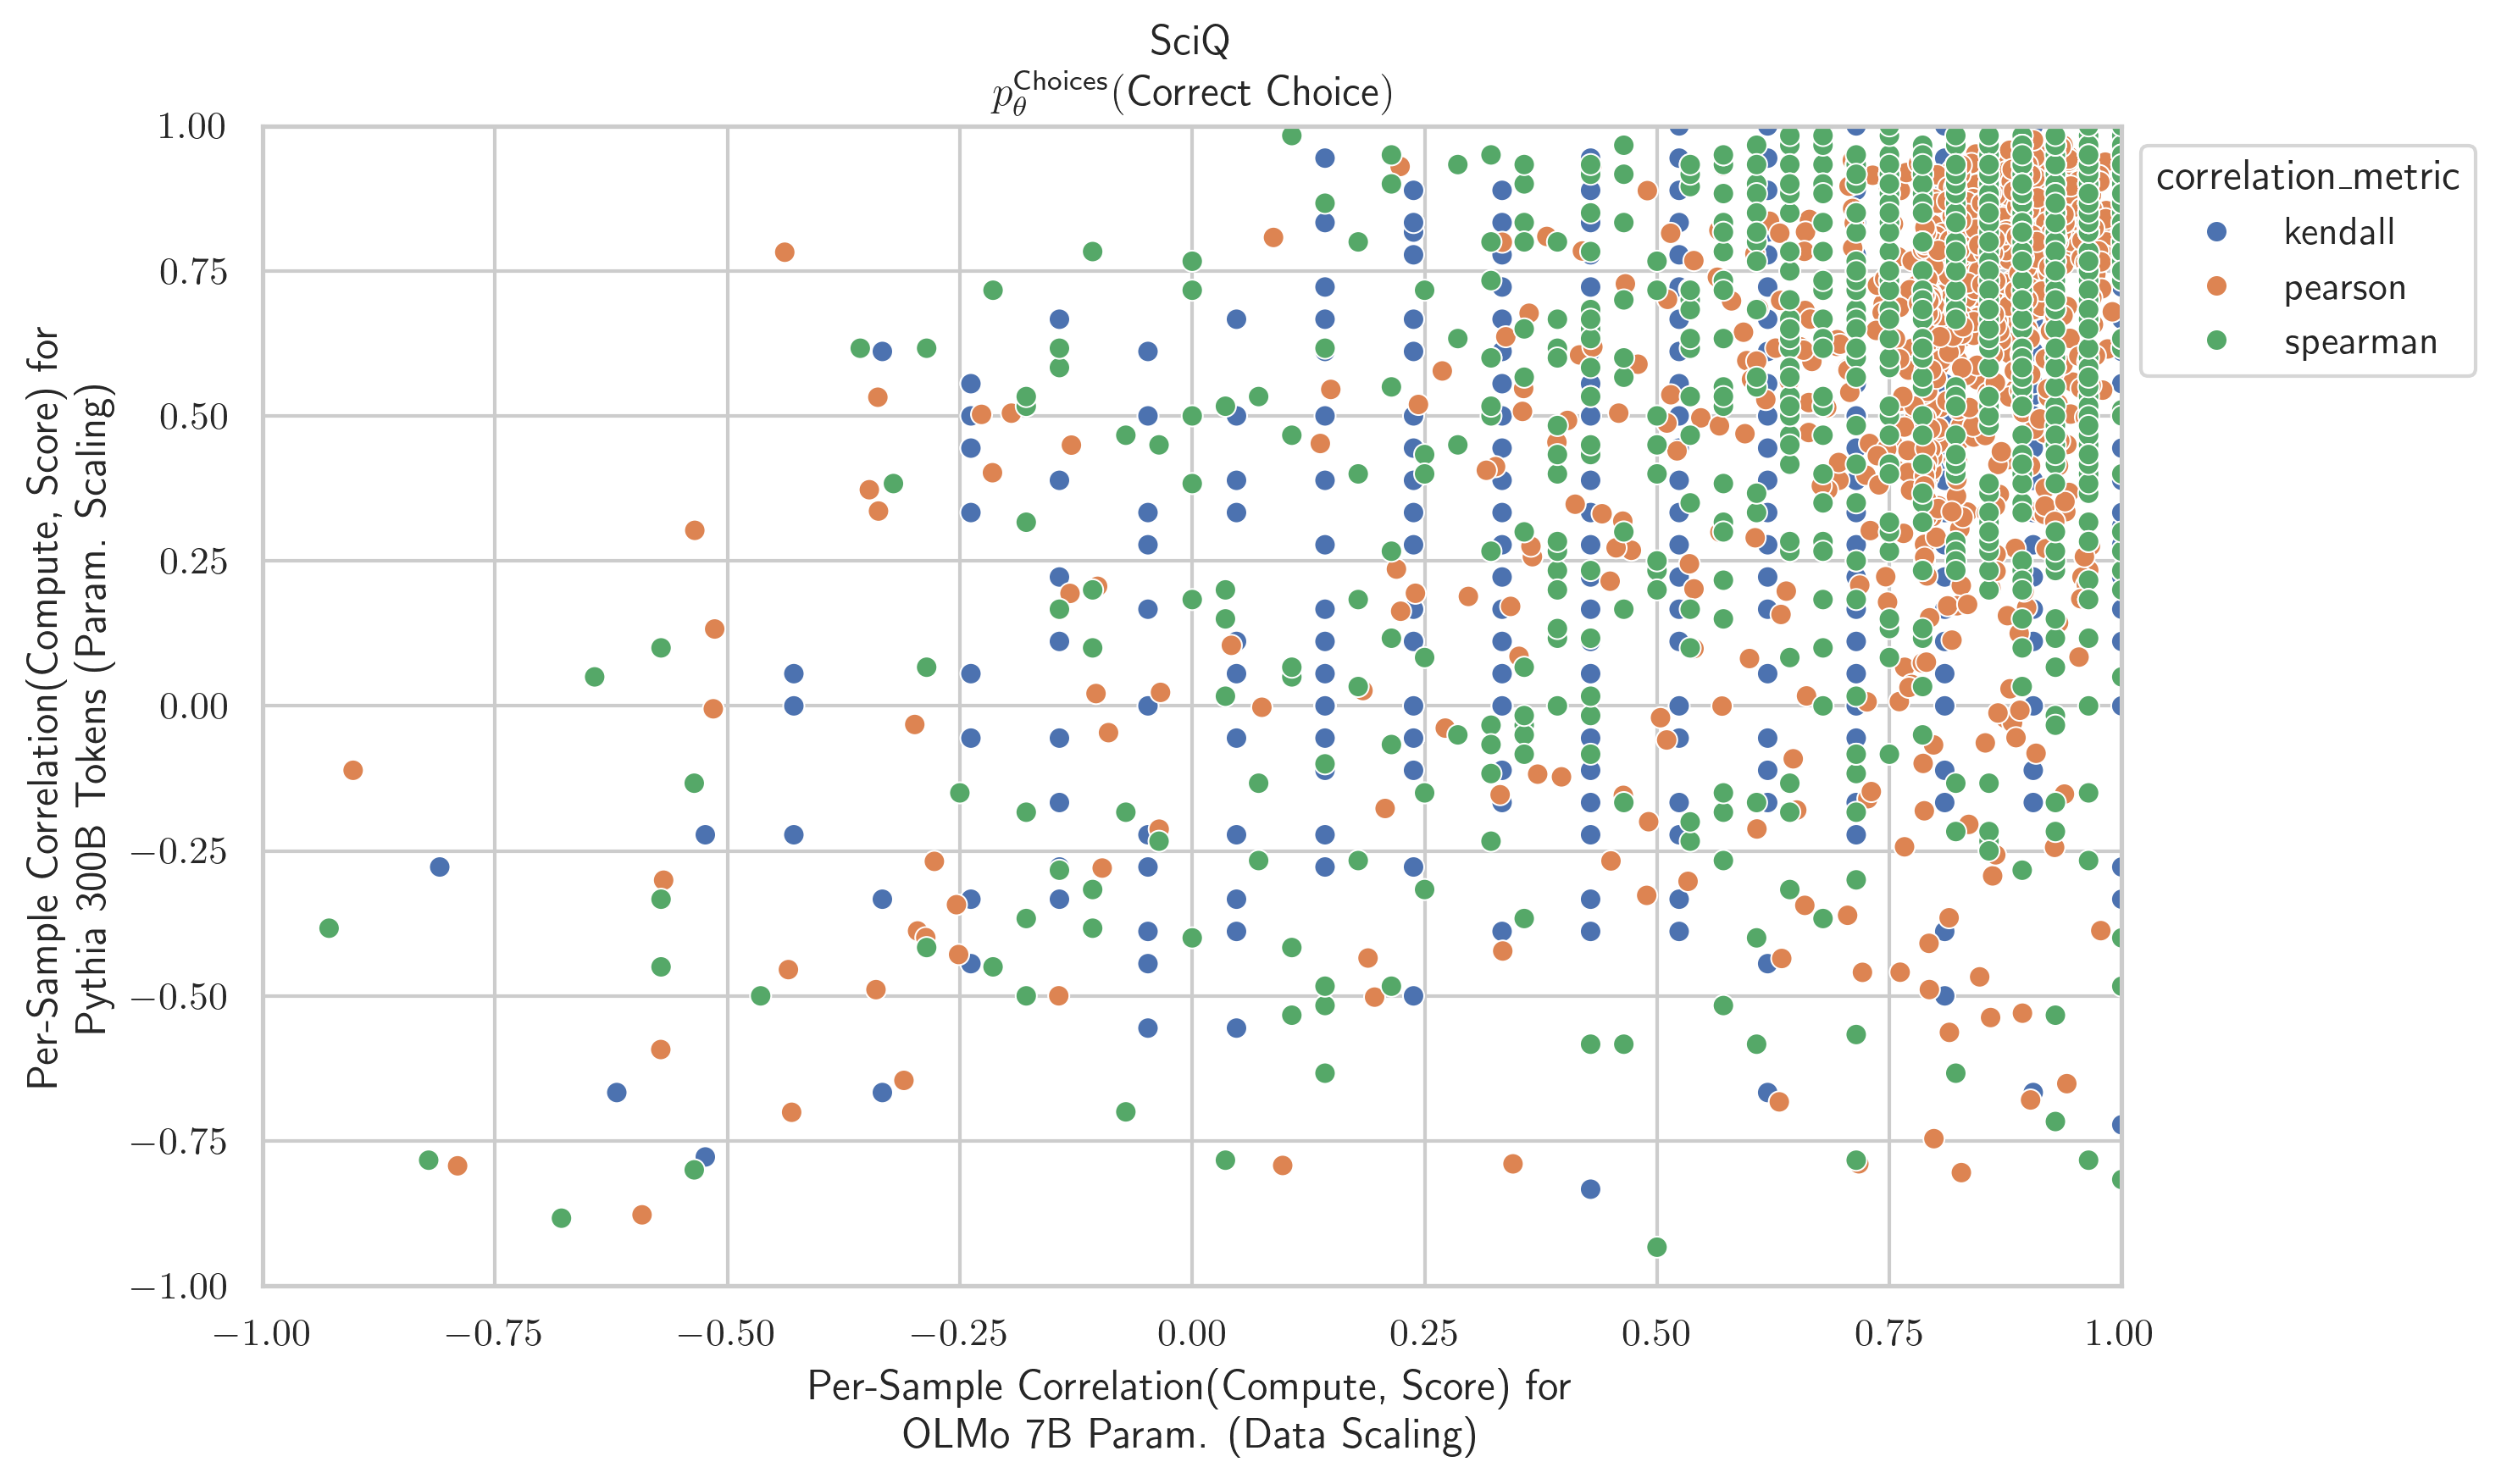 SciQ
p_θ^Choices(Correct Choice)
1.00
0.75
0.50
0.25
0.00
−0.25
−0.50
−0.75
−1.00
Per-Sample Correlation(Compute, Score) for
Pythia 300B Tokens (Param. Scaling)
−1.00 −0.75 −0.50 −0.25 0.00 0.25 0.50 0.75 1.00
Per-Sample Correlation(Compute, Score) for
OLMo 7B Param. (Data Scaling)
correlation_metric
kendall
pearson
spearman